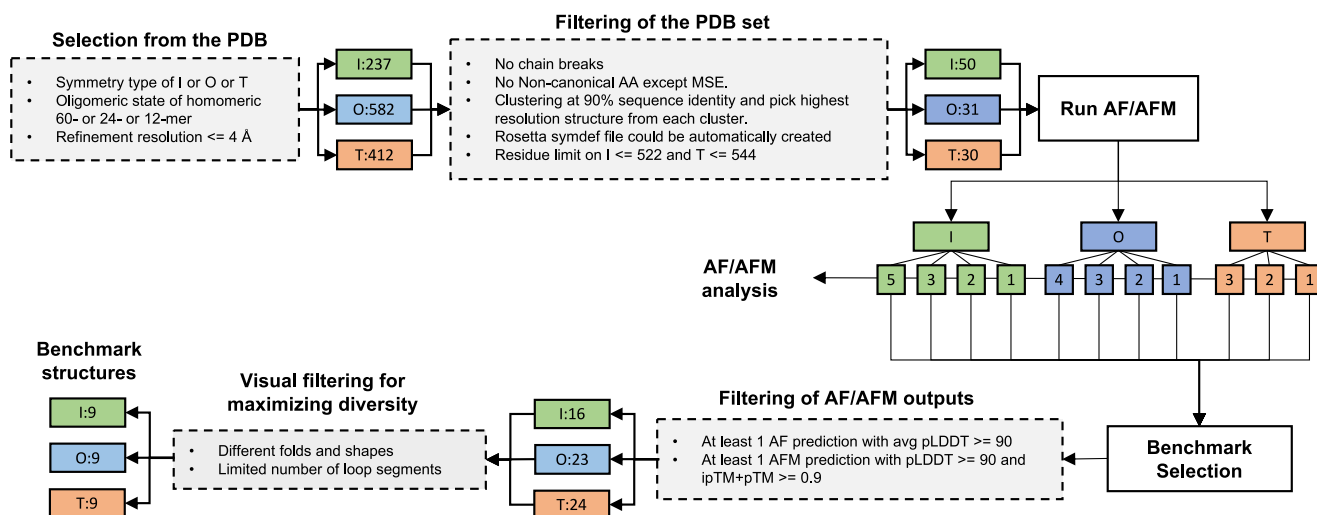 Selection from the PDB
• Symmetry type of I or O or T
• Oligomeric state of homomeric
60- or 24- or 12-mer
• Refinement resolution <= 4 Å
I:237
O:582
T:412
Filtering of the PDB set
• No chain breaks
• No Non-canonical AA except MSE.
• Clustering at 90% sequence identity and pick highest
resolution structure from each cluster.
• Rosetta symdef file could be automatically created
• Residue limit on I <= 522 and T <= 544
I:50
O:31
T:30
Run AF/AFM
I
O
T
AF/AFM
analysis
5 3 2 1 4 3 2 1 3 2 1
Benchmark
Selection
Filtering of AF/AFM outputs
• At least 1 AF prediction with avg pLDDT >= 90
• At least 1 AFM prediction with pLDDT >= 90 and
ipTM+pTM >= 0.9
I:16
O:23
T:24
Visual filtering for
maximizing diversity
• Different folds and shapes
• Limited number of loop segments
Benchmark
structures
I:9
O:9
T:9